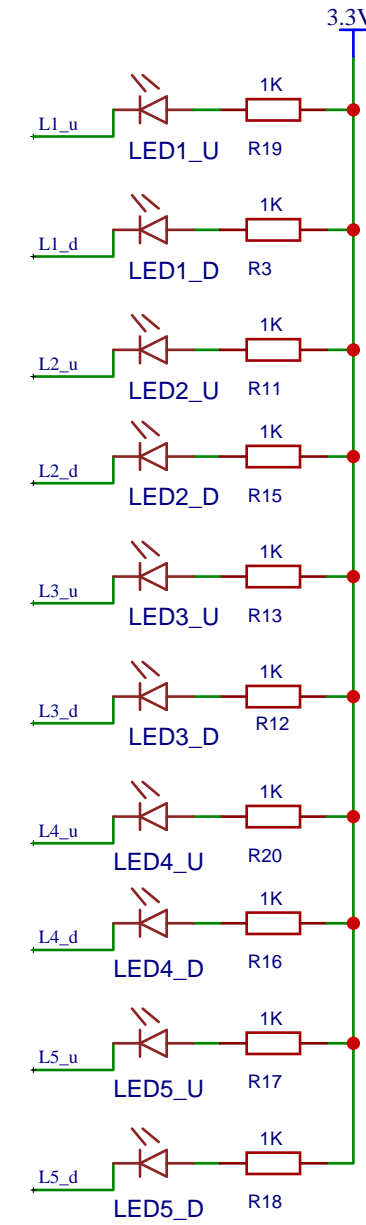 3.3V
1K
L1_u
LED1_U
R19
1K
L1_d
LED1_D
R3
1K
L2_u
LED2_U
R11
1K
L2_d
LED2_D
R15
1K
L3_u
LED3_U
R13
1K
L3_d
LED3_D
R12
1K
L4_u
LED4_U
R20
1K
L4_d
LED4_D
R16
1K
L5_u
LED5_U
R17
1K
L5_d
LED5_D
R18